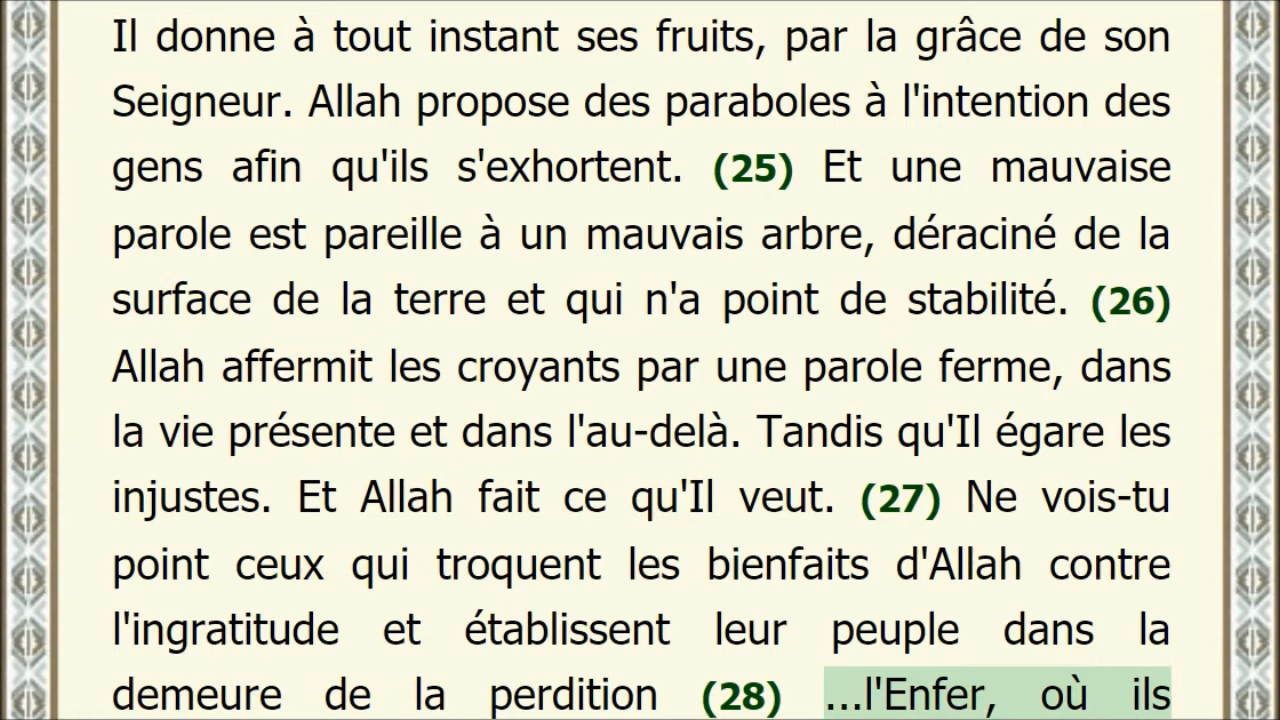 Il donne à tout instant ses fruits, par la grâce de son
Seigneur. Allah propose des paraboles à l'intention des
gens afin qu'ils s'exhortent. (25) Et une mauvaise
parole est pareille à un mauvais arbre, déraciné de la
surface de la terre et qui n'a point de stabilité. (26)
Allah affermit les croyants par une parole ferme, dans
la vie présente et dans l'au-delà. Tandis qu'Il égare les
injustes. Et Allah fait ce qu'Il veut. (27) Ne vois-tu
point ceux qui troquent les bienfaits d'Allah contre
l'ingratitude et établissent leur peuple dans la
demeure de la perdition (28) ...l'Enfer, où ils